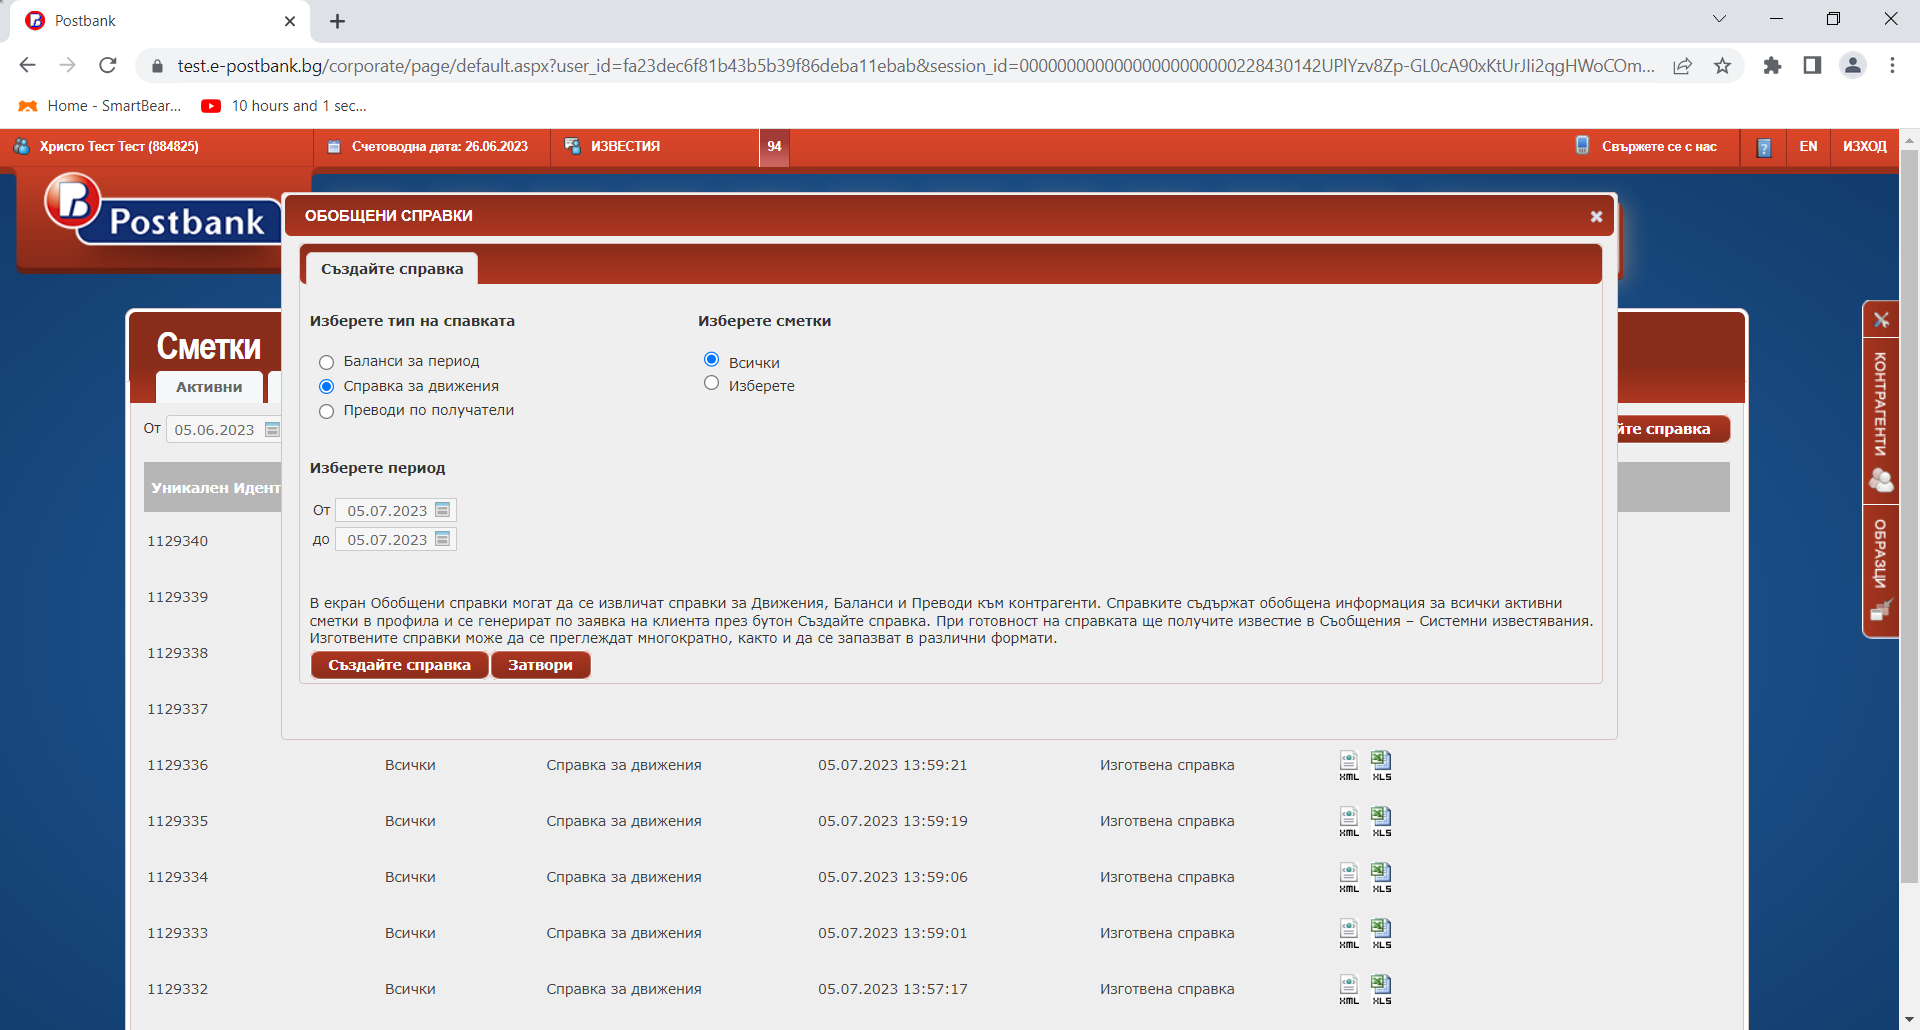 Postbank
test.e-postbank.bg/corporate/page/default.aspx?user_id=fa23dec6f81b43b5b39f86deba11ebab&session_id=
Home - SmartBear...
10 hours and 1 sec...
Христо Тест Тест (884825)
Счетоводна дата: 26.06.2023
ИЗВЕСТИЯ
94
Свържете се с нас
EN
ИЗХОД
Postbank
ОБОБЩЕНИ СПРАВКИ
Създайте справка
Изберете тип на спавката
Изберете сметки
Баланси за период
Справка за движения
Преводи по получатели
Всички
Изберете
Изберете период
От 05.07.2023
до 05.07.2023
В екран Обобщени справки могат да се извличат справки за Движения, Баланси и Преводи към контрагенти. Справките съдържат обобщена информация за всички активни
сметки в профила и се генерират по заявка на клиента през бутон Създайте справка. При готовност на справката ще получите известие в Съобщения – Системни известявания.
Изготвените справки може да се преглеждат многократно, както и да се запазват в различни формати.
Създайте справка
Затвори
Сметки
Активни
От 05.06.2023
йте справка
Уникален Идент
1129340
1129339
1129338
1129337
1129336 Всички Справка за движения 05.07.2023 13:59:21 Изготвена справка XML XLS
1129335 Всички Справка за движения 05.07.2023 13:59:19 Изготвена справка XML XLS
1129334 Всички Справка за движения 05.07.2023 13:59:06 Изготвена справка XML XLS
1129333 Всички Справка за движения 05.07.2023 13:59:01 Изготвена справка XML XLS
1129332 Всички Справка за движения 05.07.2023 13:57:17 Изготвена справка XML XLS
КОНТРАГЕНТИ
ОБРАЗЦИ